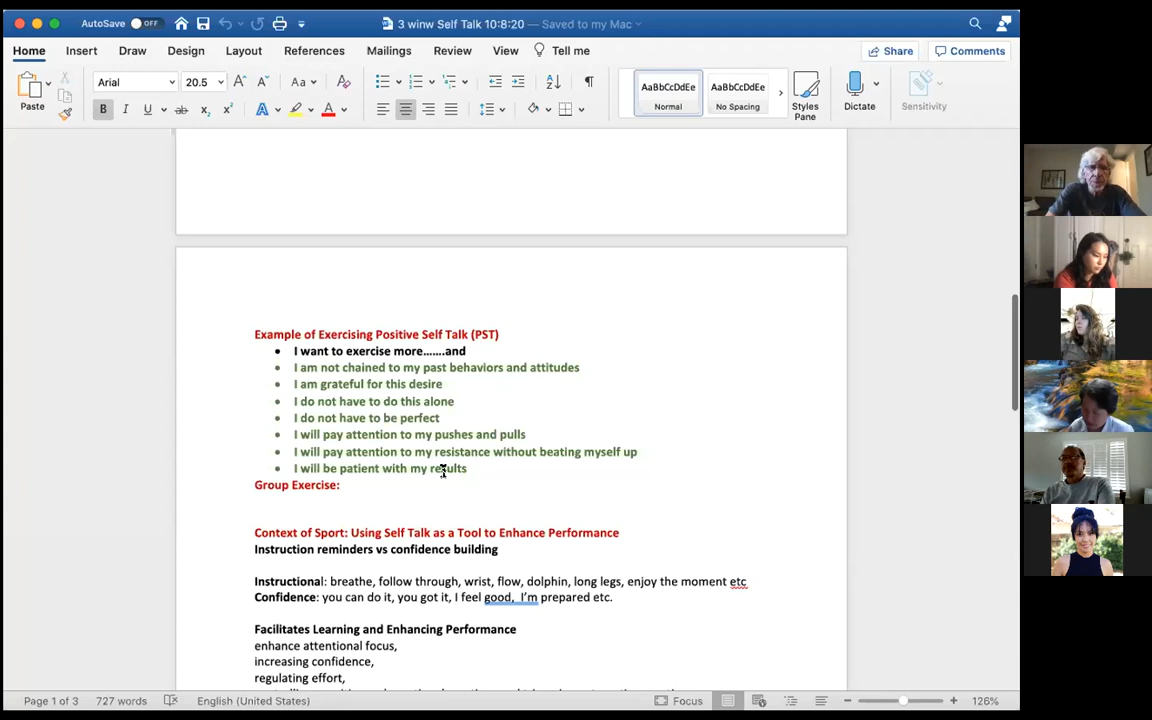 AutoSave OFF
3 winw Self Talk 10:8:20 — Saved to my Mac
Home Insert Draw Design Layout References Mailings Review View Tell me Share Comments
Paste Arial 20.5 Aa Styles Pane Dictate Sensitivity
AaBbCcDdEe AaBbCcDdEe
Normal No Spacing
Example of Exercising Positive Self Talk (PST)
• I want to exercise more…….and
• I am not chained to my past behaviors and attitudes
• I am grateful for this desire
• I do not have to do this alone
• I do not have to be perfect
• I will pay attention to my pushes and pulls
• I will pay attention to my resistance without beating myself up
• I will be patient with my results
Group Exercise:
Context of Sport: Using Self Talk as a Tool to Enhance Performance
Instruction reminders vs confidence building
Instructional: breathe, follow through, wrist, flow, dolphin, long legs, enjoy the moment etc
Confidence: you can do it, you got it, I feel good,  I'm prepared etc.
Facilitates Learning and Enhancing Performance
enhance attentional focus,
increasing confidence,
regulating effort,
Page 1 of 3 727 words English (United States) Focus 126%